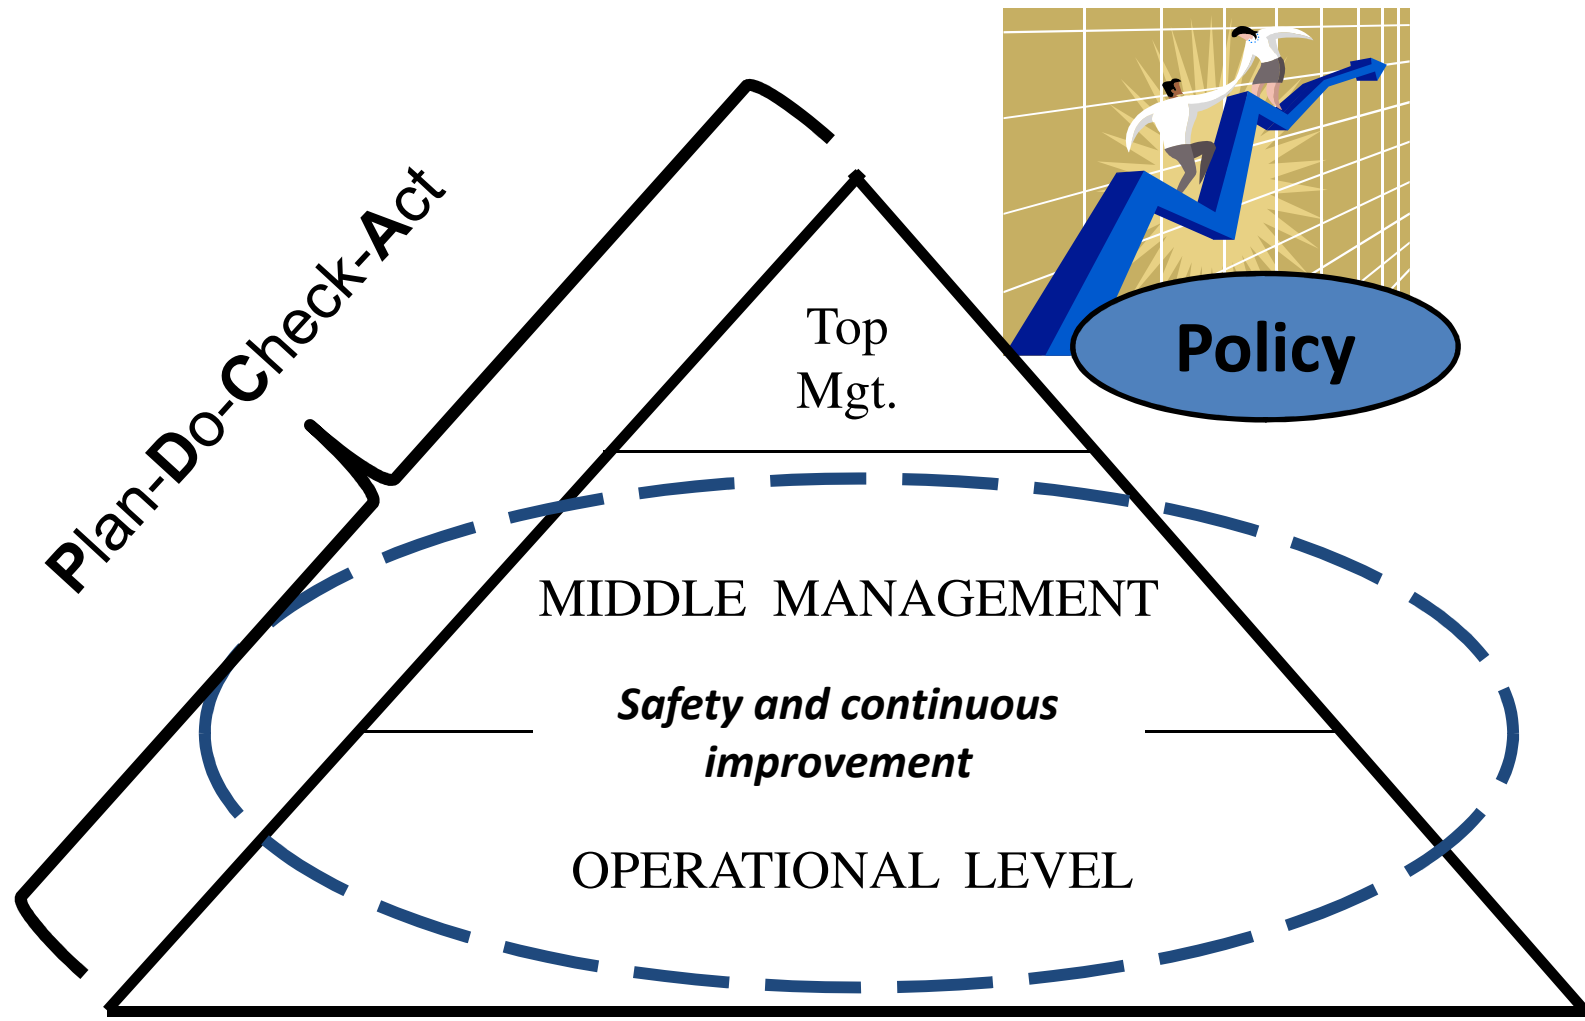 Plan-Do-Check-Act
Top
Mgt.
Policy
MIDDLE MANAGEMENT
Safety and continuous
improvement
OPERATIONAL LEVEL